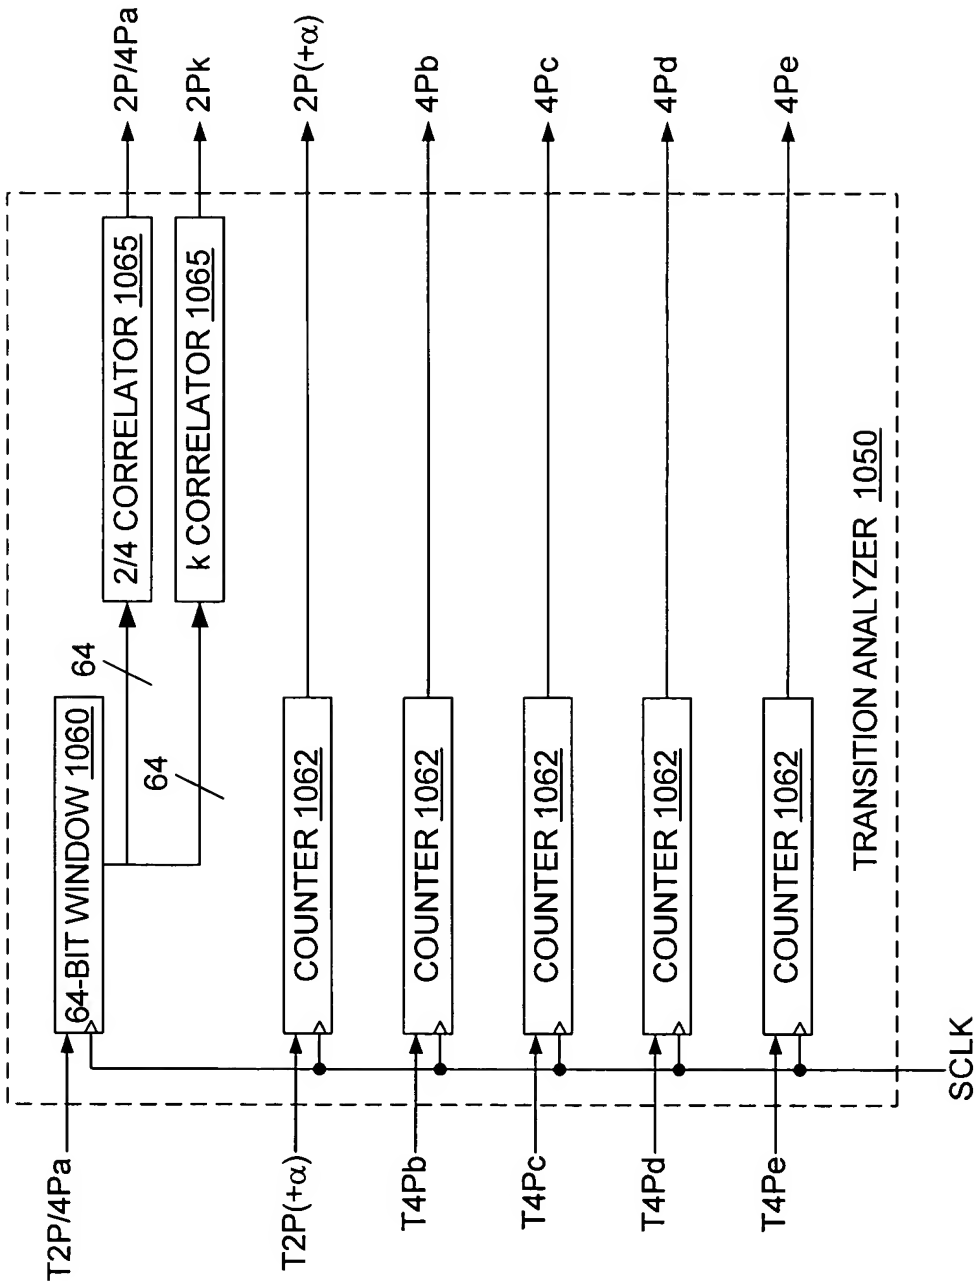 T2P/4Pa
64-BIT WINDOW 1060
64
2/4 CORRELATOR 1065
2P/4Pa
64
k CORRELATOR 1065
2Pk
T2P(+α)
COUNTER 1062
2P(+α)
T4Pb
COUNTER 1062
4Pb
T4Pc
COUNTER 1062
4Pc
T4Pd
COUNTER 1062
4Pd
T4Pe
COUNTER 1062
4Pe
TRANSITION ANALYZER 1050
SCLK